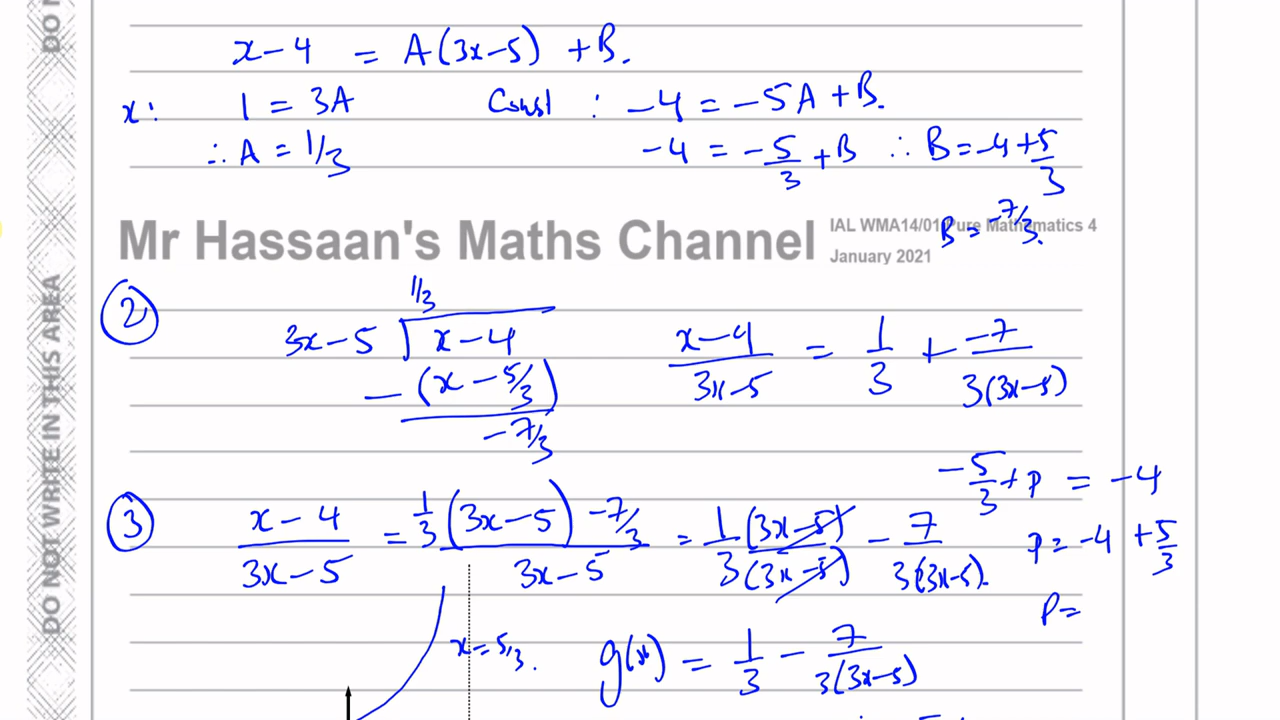 x - 4 = A(3x - 5) + B.
x: 1 = 3A Const : -4 = -5A + B.
∴ A = 1/3 -4 = -5/3 + B ∴ B = -4 + 5/3
B = -7/3.
Mr Hassaan's Maths Channel
IAL WMA14/01 Pure Mathematics 4
January 2021
② 1/3
3x - 5 √ x - 4 (x-4)/(3x-5) = 1/3 + -7/(3(3x-5))
- (x - 5/3)
-7/3
-5/3 + P = -4
③ (x - 4)/(3x - 5) = (1/3(3x - 5) - 7/3)/(3x - 5) = 1(3x-5)/3(3x-5) - 7/(3(3x-5)). P = -4 + 5/3
P =
x = 5/3. g(x) = 1/3 - 7/(3(3x-5))
DO NOT WRITE IN THIS AREA
DO NO